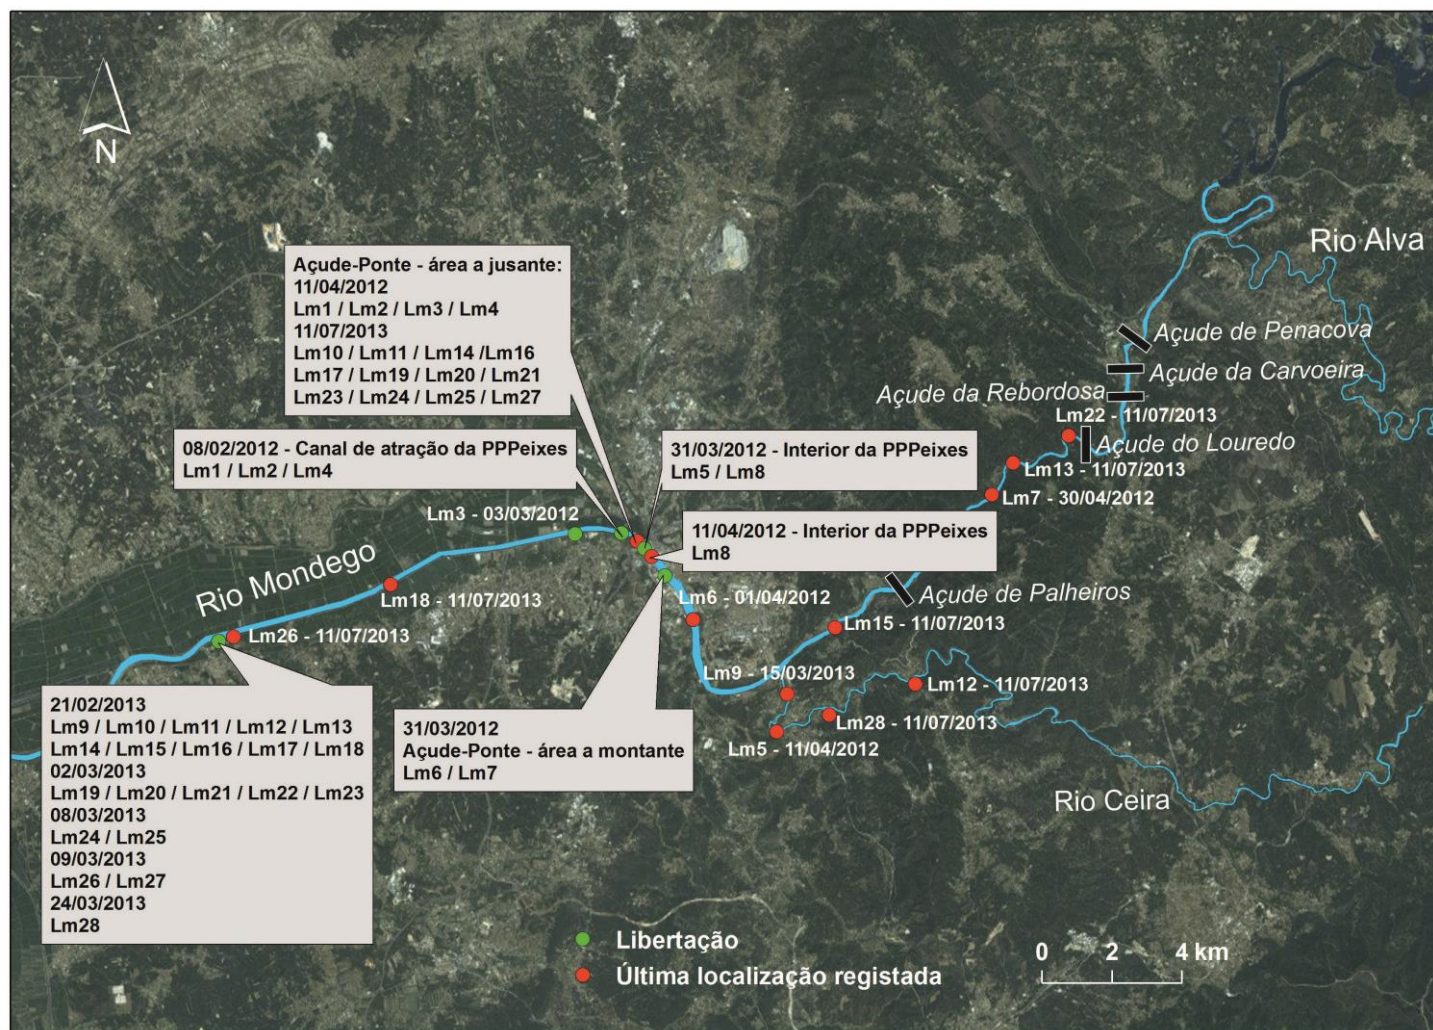 N
Açude-Ponte - área a jusante:
11/04/2012
Lm1 / Lm2 / Lm3 / Lm4
11/07/2013
Lm10 / Lm11 / Lm14 /Lm16
Lm17 / Lm19 / Lm20 / Lm21
Lm23 / Lm24 / Lm25 / Lm27
Rio Alva
Açude de Penacova
Açude da Carvoeira
Açude da Rebordosa
Lm22 - 11/07/2013
Açude do Louredo
Lm13 - 11/07/2013
Lm7 - 30/04/2012
08/02/2012 - Canal de atração da PPPeixes
Lm1 / Lm2 / Lm4
31/03/2012 - Interior da PPPeixes
Lm5 / Lm8
Lm3 - 03/03/2012
11/04/2012 - Interior da PPPeixes
Lm8
Rio Mondego
Lm18 - 11/07/2013
Lm6 - 01/04/2012
Açude de Palheiros
Lm26 - 11/07/2013
Lm15 - 11/07/2013
Lm9 - 15/03/2013
Lm12 - 11/07/2013
Lm28 - 11/07/2013
Lm5 - 11/04/2012
Rio Ceira
21/02/2013
Lm9 / Lm10 / Lm11 / Lm12 / Lm13
Lm14 / Lm15 / Lm16 / Lm17 / Lm18
02/03/2013
Lm19 / Lm20 / Lm21 / Lm22 / Lm23
08/03/2013
Lm24 / Lm25
09/03/2013
Lm26 / Lm27
24/03/2013
Lm28
31/03/2012
Açude-Ponte - área a montante
Lm6 / Lm7
Libertação
Última localização registada
0 2 4 km